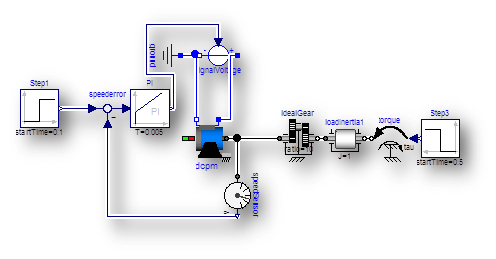 ground
- +
signalVoltage
Step1
speederror
PI
PI
-
startTime=0.1
T=0.005
dcpm
speedSensor
idealGear
loadInertia1
J=1
torque
tau
Step3
startTime=0.5